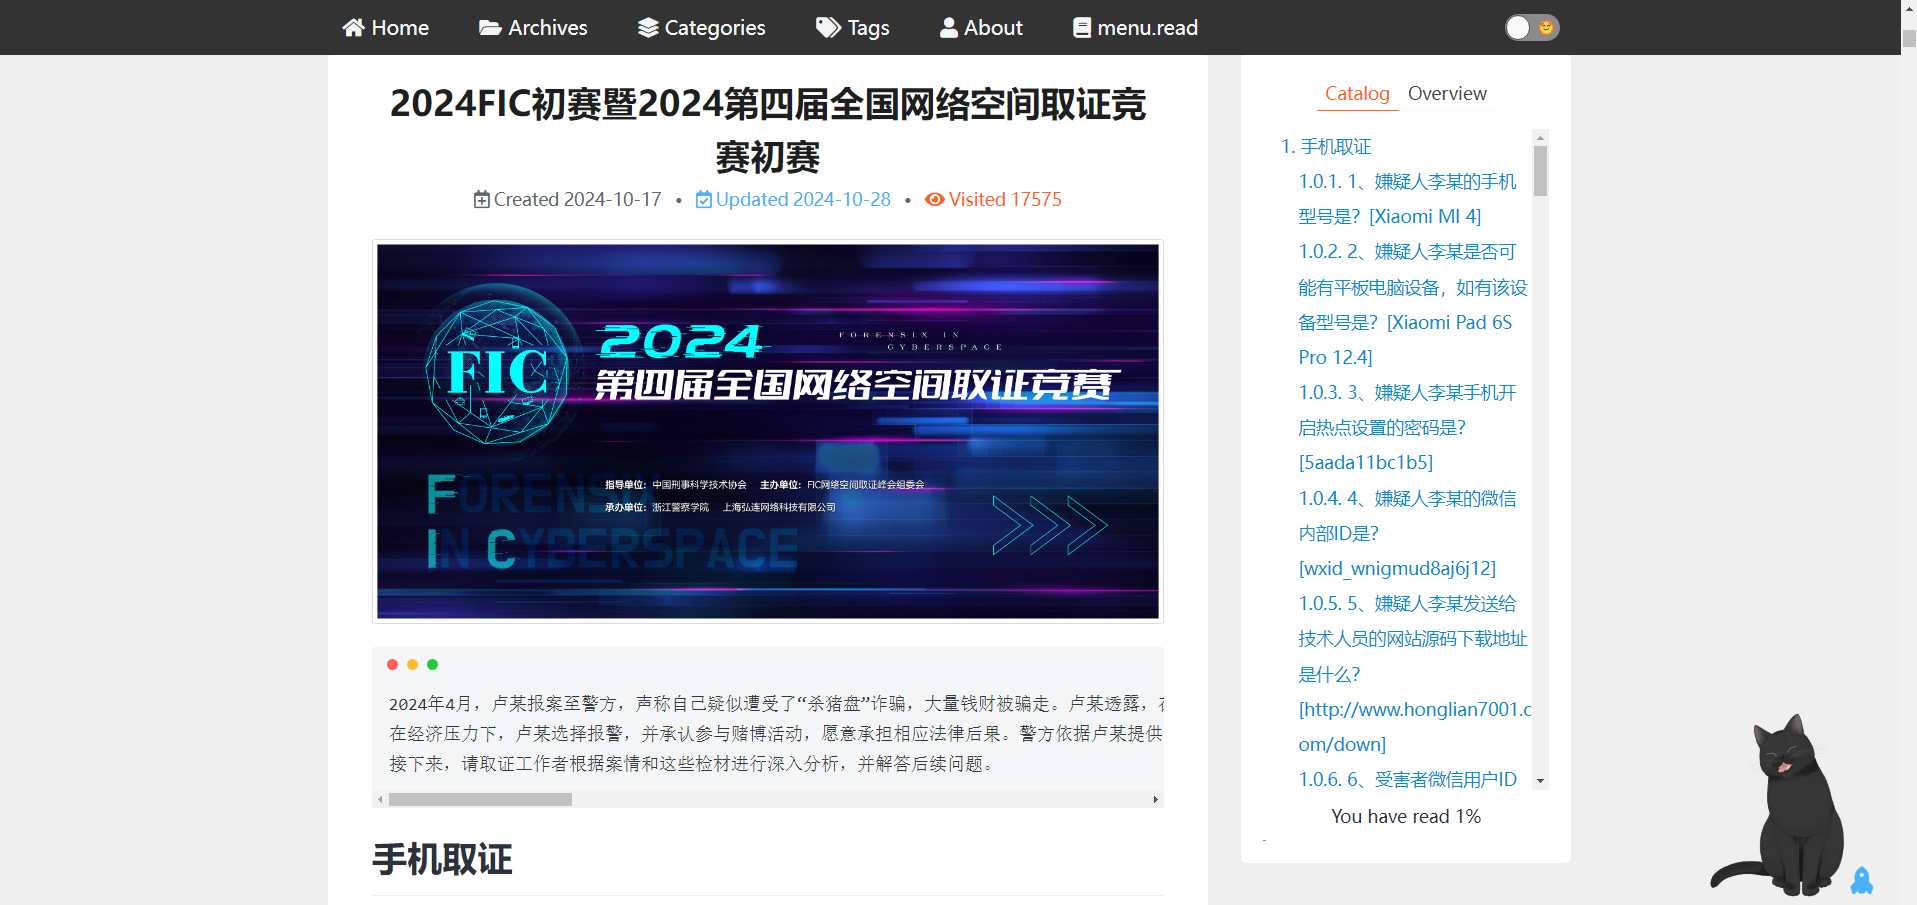 Home
Archives
Categories
Tags
About
menu.read
2024FIC初赛暨2024第四届全国网络空间取证竞
赛初赛
Created 2024-10-17 • Updated 2024-10-28 • Visited 17575
FIC
2024
FORENSIX IN
CYBERSPACE
第四届全国网络空间取证竞赛
FORENSIX
IN CYBERSPACE
指导单位：中国刑事科学技术协会 主办单位：FIC网络空间取证峰会组委会
承办单位：浙江警察学院 上海弘连网络科技有限公司
2024年4月，卢某报案至警方，声称自己疑似遭受了“杀猪盘”诈骗，大量钱财被骗走。卢某透露，
在经济压力下，卢某选择报警，并承认参与赌博活动，愿意承担相应法律后果。警方依据卢某提供
接下来，请取证工作者根据案情和这些检材进行深入分析，并解答后续问题。
手机取证
Catalog
Overview
1. 手机取证
1.0.1. 1、嫌疑人李某的手机
型号是？[Xiaomi MI 4]
1.0.2. 2、嫌疑人李某是否可
能有平板电脑设备，如有该设
备型号是？[Xiaomi Pad 6S
Pro 12.4]
1.0.3. 3、嫌疑人李某手机开
启热点设置的密码是？
[5aada11bc1b5]
1.0.4. 4、嫌疑人李某的微信
内部ID是？
[wxid_wnigmud8aj6j12]
1.0.5. 5、嫌疑人李某发送给
技术人员的网站源码下载地址
是什么？
[http://www.honglian7001.c
om/down]
1.0.6. 6、受害者微信用户ID
You have read 1%